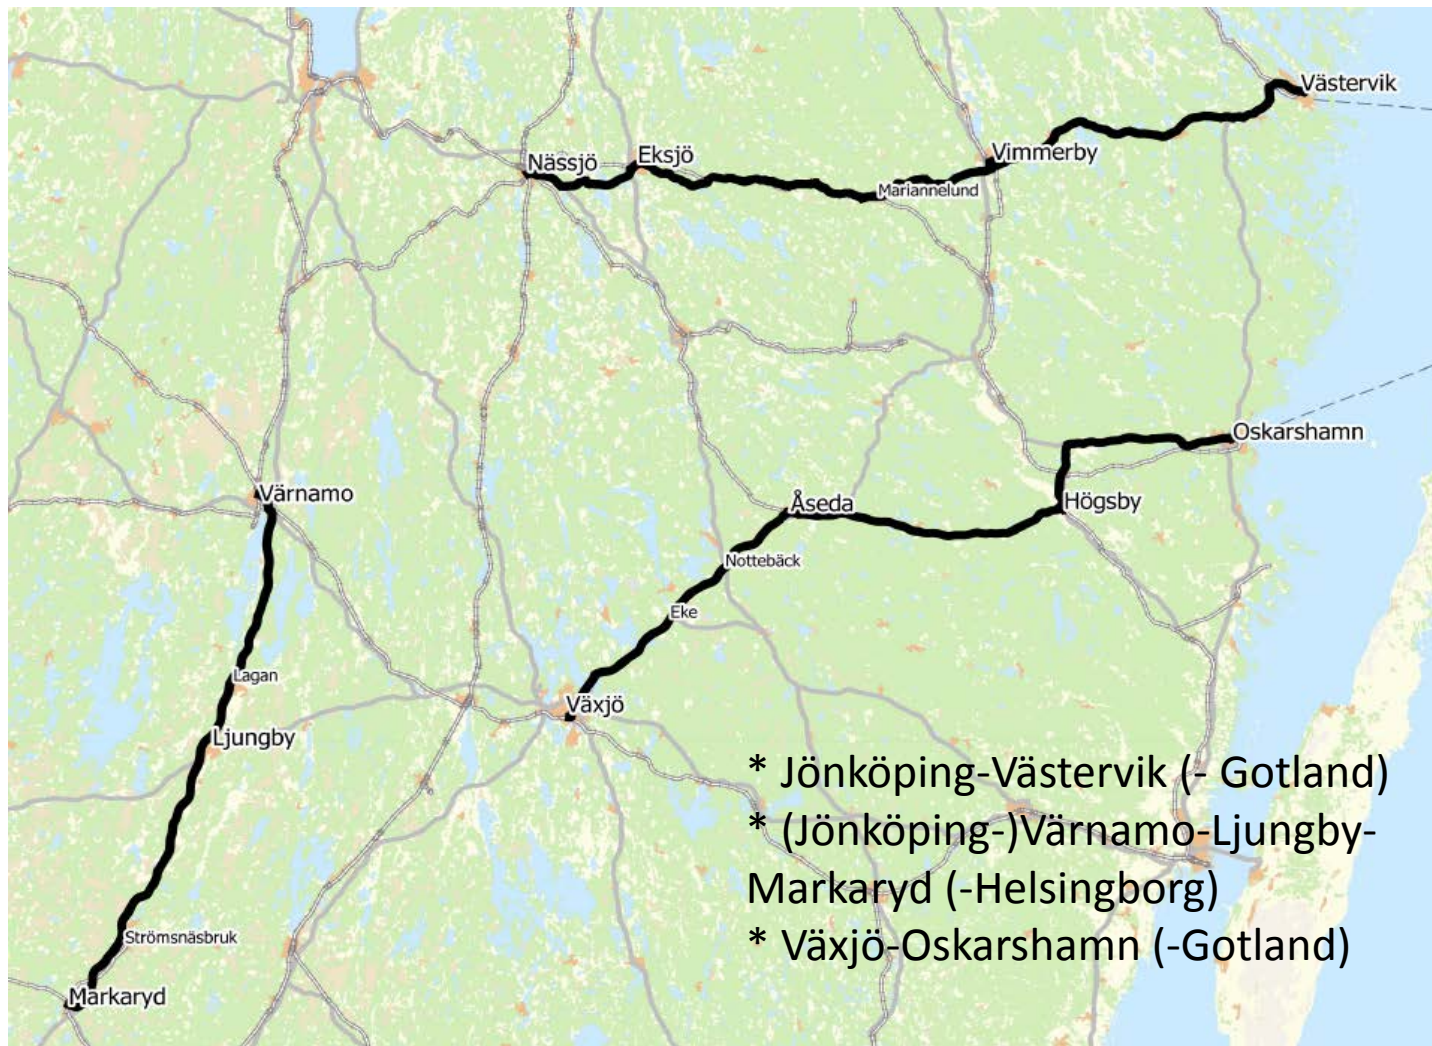 Västervik
Nässjö
Eksjö
Vimmerby
Mariannelund
Oskarshamn
Värnamo
Åseda
Högsby
Nottebäck
Eke
Lagan
Växjö
Ljungby
Strömsnäsbruk
Markaryd
* Jönköping-Västervik (- Gotland)
* (Jönköping-)Värnamo-Ljungby-
Markaryd (-Helsingborg)
* Växjö-Oskarshamn (-Gotland)